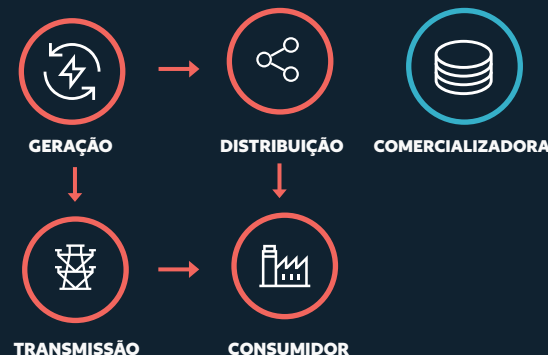 GERAÇÃO
DISTRIBUIÇÃO
COMERCIALIZADORA
TRANSMISSÃO
CONSUMIDOR